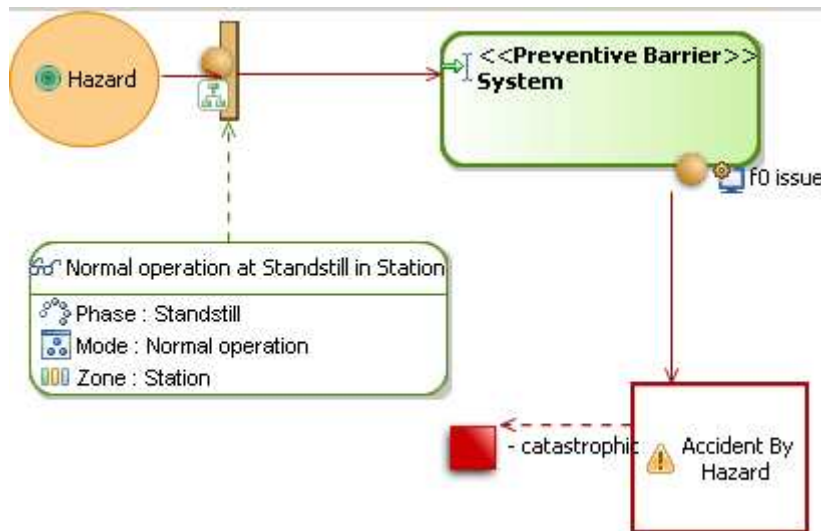 Hazard
<<Preventive Barrier>>
System
f0 issue
Normal operation at Standstill in Station
Phase : Standstill
Mode : Normal operation
Zone : Station
- catastrophic
Accident By
Hazard